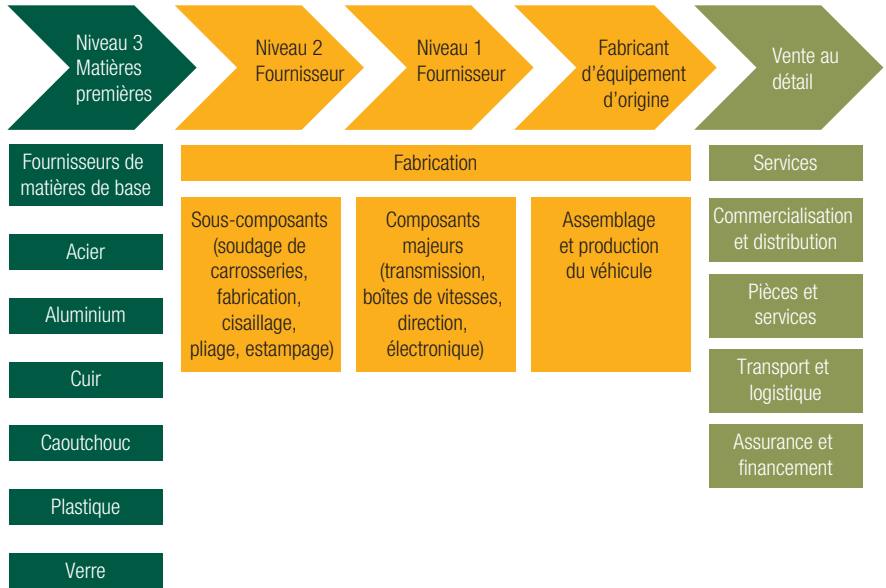 Niveau 3
Matières
premières
Niveau 2
Fournisseur
Niveau 1
Fournisseur
Fabricant
d'équipement
d'origine
Vente au
détail
Fournisseurs de
matières de base
Acier
Aluminium
Cuir
Caoutchouc
Plastique
Verre
Fabrication
Sous-composants
(soudage de
carrosseries,
fabrication,
cisaillage,
pliage, estampage)
Composants
majeurs
(transmission,
boîtes de vitesses,
direction,
électronique)
Assemblage
et production
du véhicule
Services
Commercialisation
et distribution
Pièces et
services
Transport et
logistique
Assurance et
financement